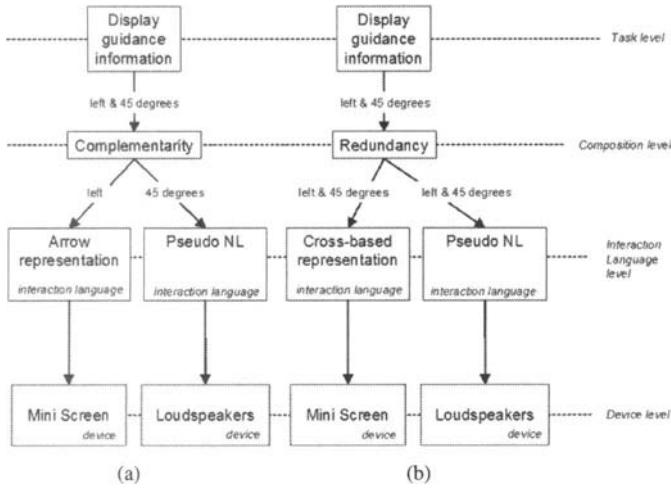 Display
guidance
information
Display
guidance
information
Task level
left & 45 degrees
left & 45 degrees
Complementarity
Redundancy
Composition level
left
45 degrees
left & 45 degrees
left & 45 degrees
Arrow
representation
interaction language
Pseudo NL
interaction language
Cross-based
representation
interaction language
Pseudo NL
interaction language
Interaction
Language
level
Mini Screen
device
Loudspeakers
device
Mini Screen
device
Loudspeakers
device
Device level
(a)
(b)